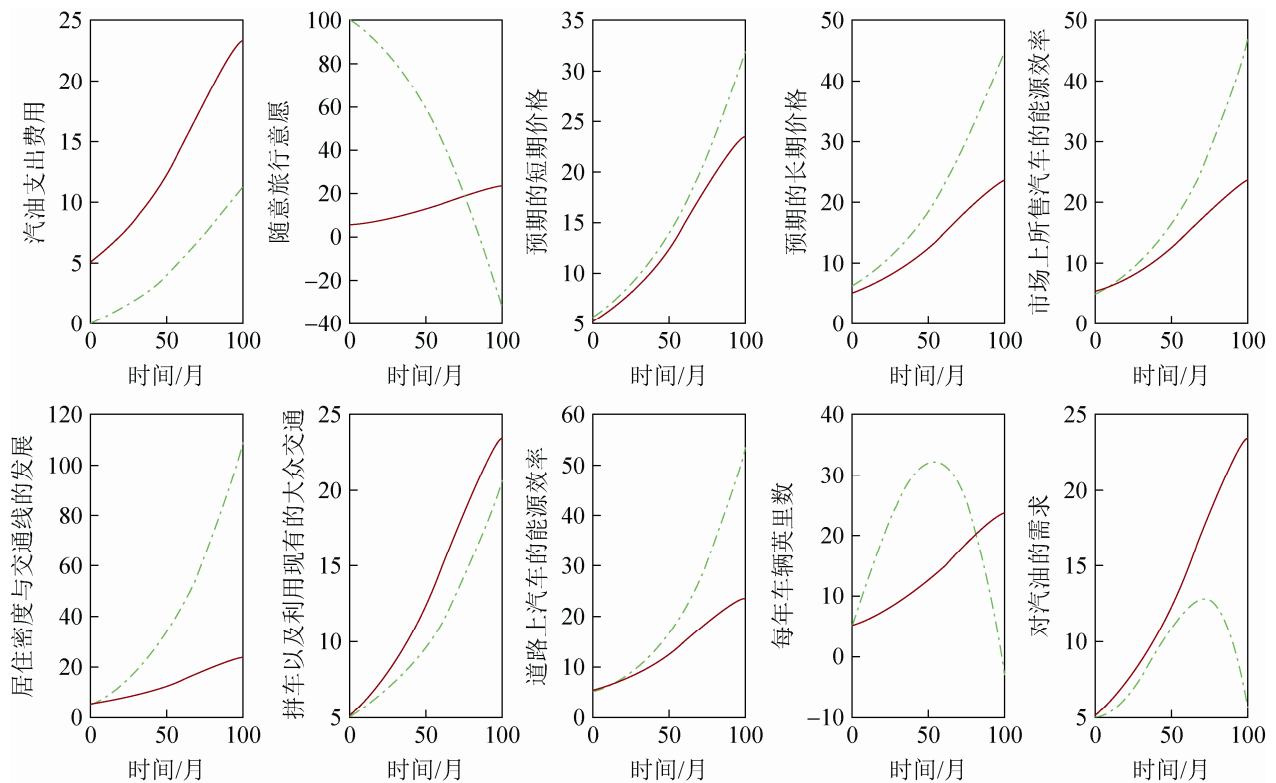 汽油支出费用
25
20
15
10
5
0
0 50 100
时间/月
随意旅行意愿
100
80
60
40
20
0
−20
−40
0 50 100
时间/月
预期的短期价格
35
30
25
20
15
10
5
0 50 100
时间/月
预期的长期价格
50
40
30
20
10
0
0 50 100
时间/月
市场上所售汽车的能源效率
50
40
30
20
10
0
0 50 100
时间/月
居住密度与交通线的发展
120
100
80
60
40
20
0
0 50 100
时间/月
拼车以及利用现有的大众交通
25
20
15
10
5
0 50 100
时间/月
道路上汽车的能源效率
60
50
40
30
20
10
0
0 50 100
时间/月
每年车辆英里数
40
30
20
10
0
−10
0 50 100
时间/月
对汽油的需求
25
20
15
10
5
0 50 100
时间/月